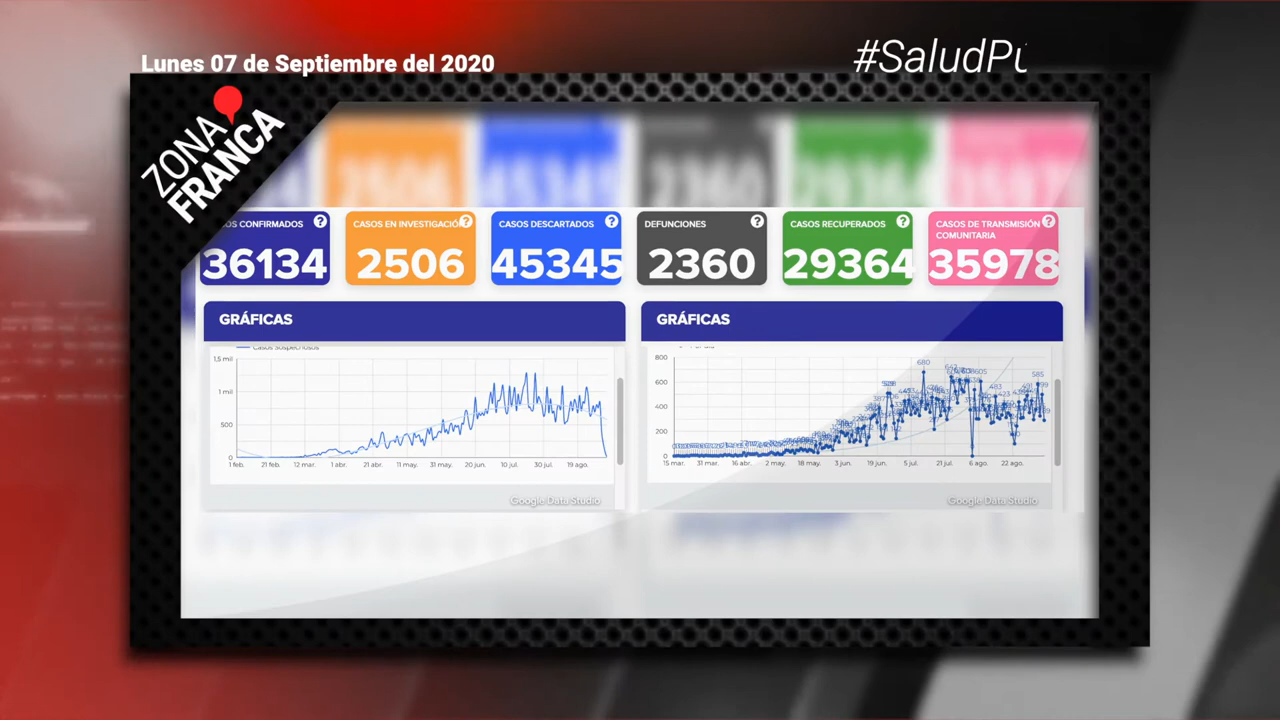 Lunes 07 de Septiembre del 2020
#SaludPu
ZONA
FRANCA
OS CONFIRMADOS
?
36134
CASOS EN INVESTIGACIÓN
?
2506
CASOS DESCARTADOS
?
45345
DEFUNCIONES
?
2360
CASOS RECUPERADOS
?
29364
CASOS DE TRANSMISIÓN
COMUNITARIA
?
35978
GRÁFICAS
Casos Sospechosos
1,5 mil
1 mil
500
0
1 feb.
21 feb.
12 mar.
1 abr.
21 abr.
11 may.
31 may.
20 jun.
10 jul.
30 jul.
19 ago.
Google Data Studio
GRÁFICAS
800
600
400
200
0
680
585
483
15 mar.
31 mar.
16 abr.
2 may.
18 may.
3 jun.
19 jun.
5 jul.
21 jul.
6 ago.
22 ago.
Google Data Studio